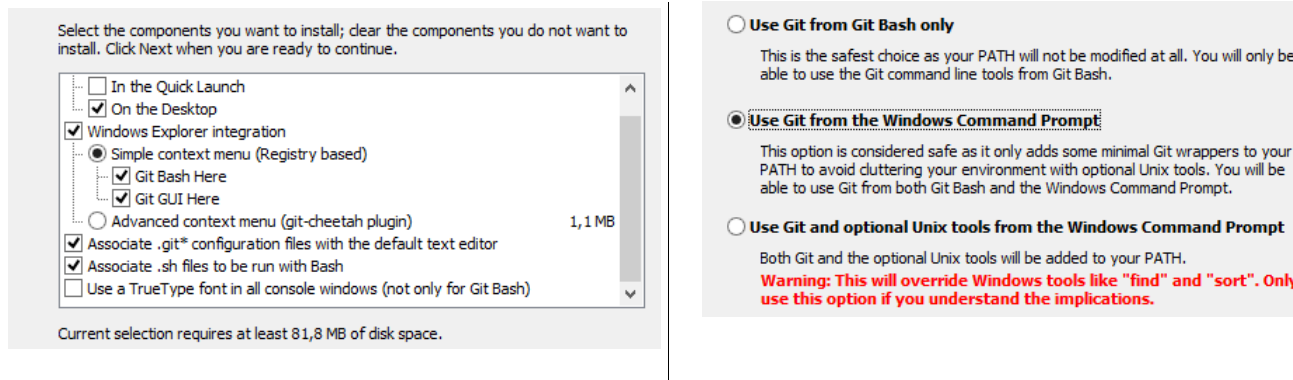 Select the components you want to install; clear the components you do not want to
install. Click Next when you are ready to continue.
In the Quick Launch
On the Desktop
Windows Explorer integration
Simple context menu (Registry based)
Git Bash Here
Git GUI Here
Advanced context menu (git-cheetah plugin) 1,1 MB
Associate .git* configuration files with the default text editor
Associate .sh files to be run with Bash
Use a TrueType font in all console windows (not only for Git Bash)
Current selection requires at least 81,8 MB of disk space.
Use Git from Git Bash only
This is the safest choice as your PATH will not be modified at all. You will only be
able to use the Git command line tools from Git Bash.
Use Git from the Windows Command Prompt
This option is considered safe as it only adds some minimal Git wrappers to your
PATH to avoid cluttering your environment with optional Unix tools. You will be
able to use Git from both Git Bash and the Windows Command Prompt.
Use Git and optional Unix tools from the Windows Command Prompt
Both Git and the optional Unix tools will be added to your PATH.
Warning: This will override Windows tools like "find" and "sort". Only
use this option if you understand the implications.